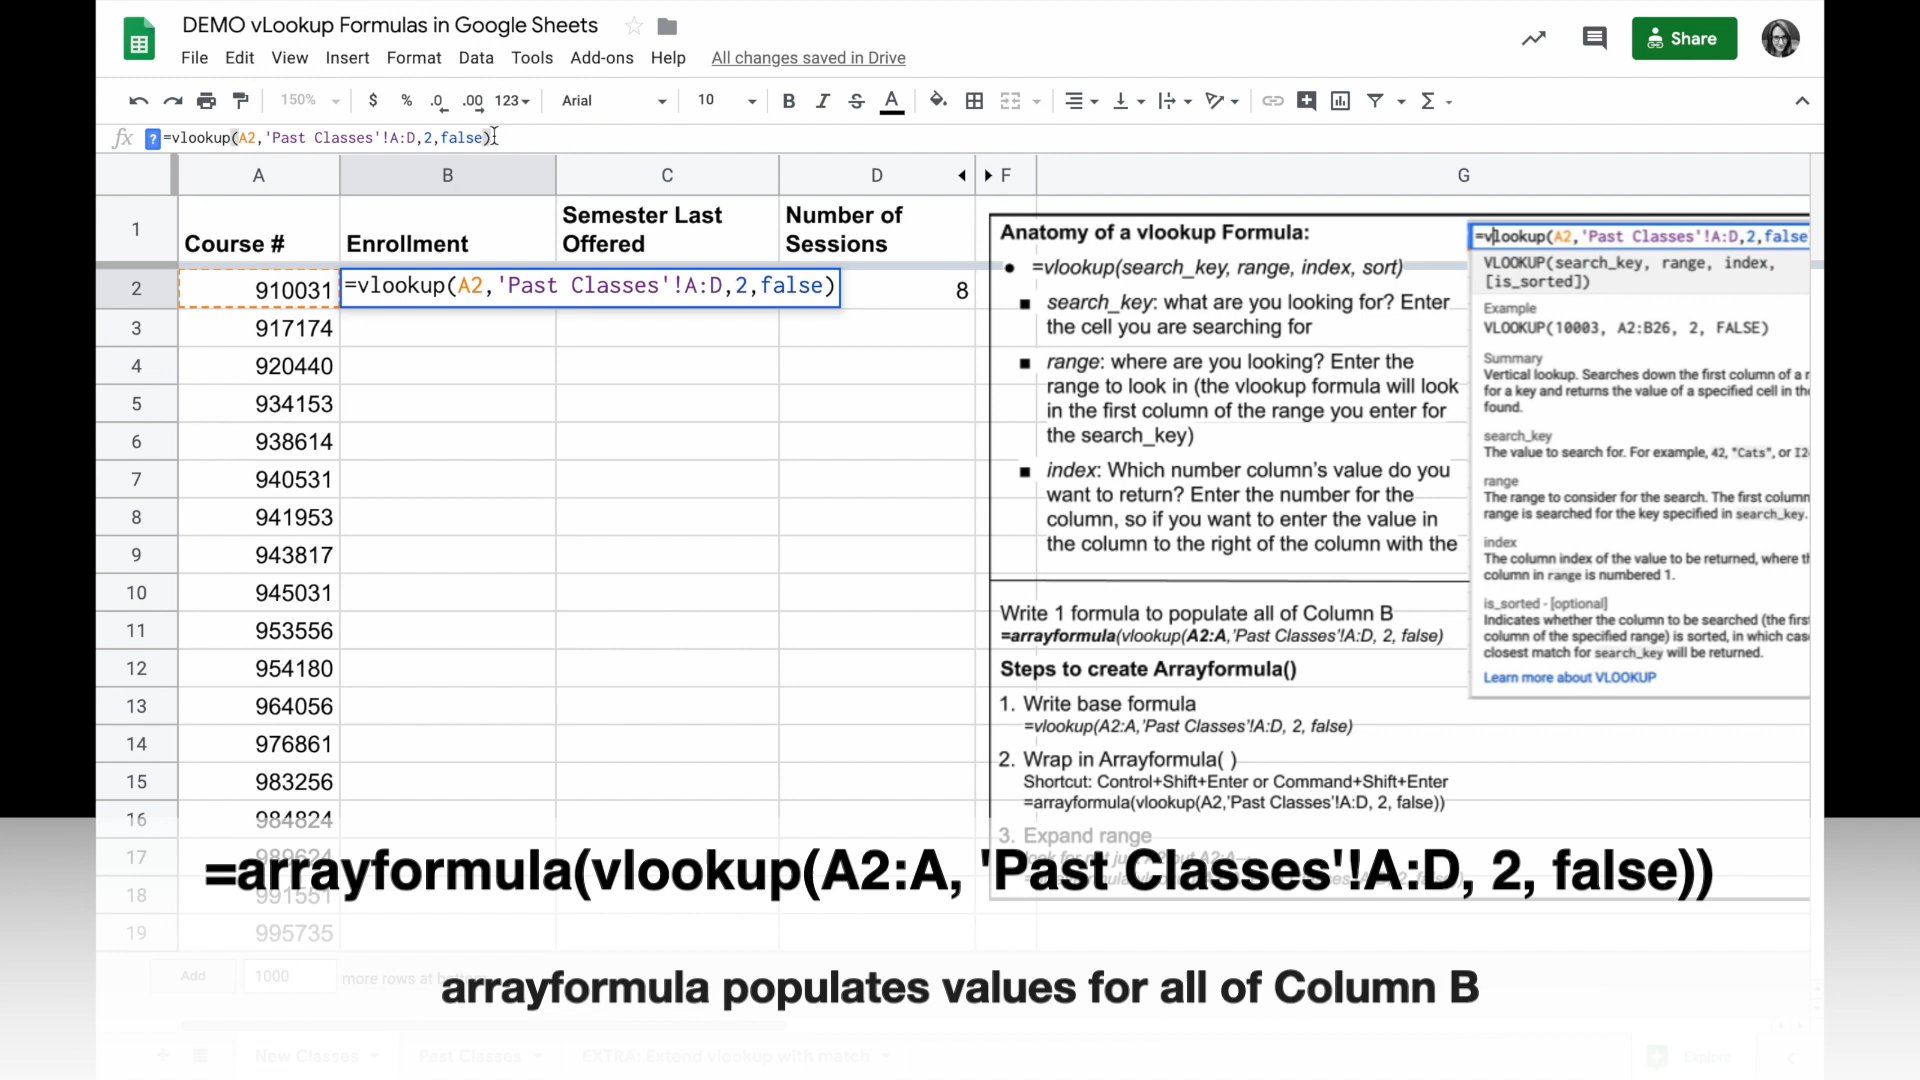 DEMO vLookup Formulas in Google Sheets
File Edit View Insert Format Data Tools Add-ons Help All changes saved in Drive
Share
150% $ % .0 .00 123 Arial 10 B I S A
fx ? =vlookup(A2,'Past Classes'!A:D,2,false)
A B C D F G
1 Course # Enrollment Semester Last Offered Number of Sessions
2 910031 =vlookup(A2,'Past Classes'!A:D,2,false) 8
3 917174
4 920440
5 934153
6 938614
7 940531
8 941953
9 943817
10 945031
11 953556
12 954180
13 964056
14 976861
15 983256
16 984824
17 989624
18 991551
19 995735
Anatomy of a vlookup Formula:
● =vlookup(search_key, range, index, sort)
■ search_key: what are you looking for? Enter
the cell you are searching for
■ range: where are you looking? Enter the
range to look in (the vlookup formula will look
in the first column of the range you enter for
the search_key)
■ index: Which number column's value do you
want to return? Enter the number for the
column, so if you want to enter the value in
the column to the right of the column with the
Write 1 formula to populate all of Column B
=arrayformula(vlookup(A2:A,'Past Classes'!A:D, 2, false)
Steps to create Arrayformula()
1. Write base formula
=vlookup(A2:A,'Past Classes'!A:D, 2, false)
2. Wrap in Arrayformula( )
Shortcut: Control+Shift+Enter or Command+Shift+Enter
=arrayformula(vlookup(A2,'Past Classes'!A:D, 2, false))
3. Expand range
=vlookup(A2,'Past Classes'!A:D,2,false
VLOOKUP(search_key, range, index,
[is_sorted])
Example
VLOOKUP(10003, A2:B26, 2, FALSE)
Summary
Vertical lookup. Searches down the first column of a r
for a key and returns the value of a specified cell in the
found.
search_key
The value to search for. For example, 42, "Cats", or I2
range
The range to consider for the search. The first column
range is searched for the key specified in search_key.
index
The column index of the value to be returned, where th
column in range is numbered 1.
is_sorted - [optional]
Indicates whether the column to be searched (the firs
column of the specified range) is sorted, in which cas
closest match for search_key will be returned.
Learn more about VLOOKUP
=arrayformula(vlookup(A2:A, 'Past Classes'!A:D, 2, false))
Add 1000 more rows at bottom.
arrayformula populates values for all of Column B
New Classes Past Classes EXTRA: Extend vlookup with match Explore